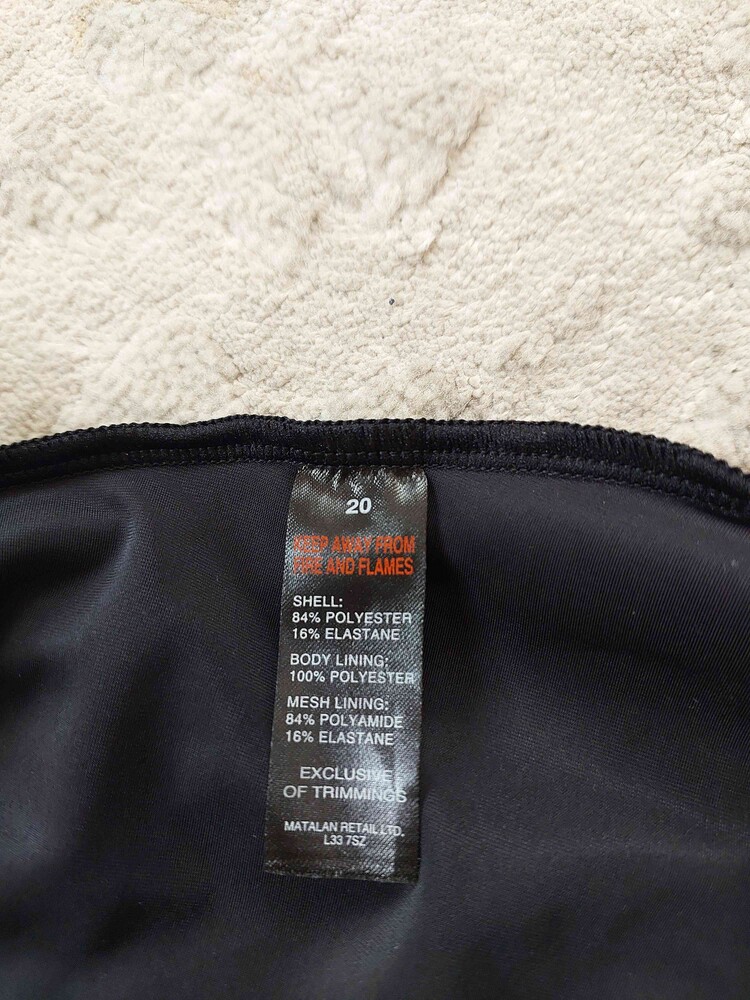 20
KEEP AWAY FROM
FIRE AND FLAMES
SHELL:
84% POLYESTER
16% ELASTANE
BODY LINING:
100% POLYESTER
MESH LINING:
84% POLYAMIDE
16% ELASTANE
EXCLUSIVE
OF TRIMMINGS
MATALAN RETAIL LTD.
L33 7SZ